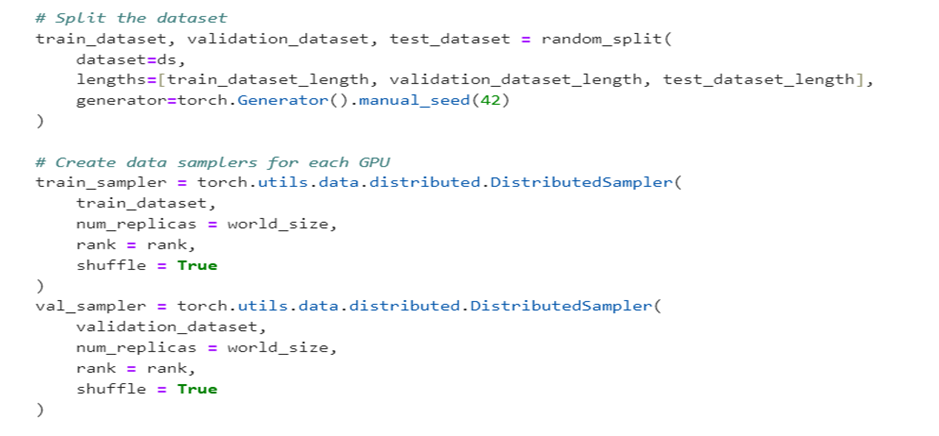 # Split the dataset
train_dataset, validation_dataset, test_dataset = random_split(
    dataset=ds,
    lengths=[train_dataset_length, validation_dataset_length, test_dataset_length],
    generator=torch.Generator().manual_seed(42)
)

# Create data samplers for each GPU
train_sampler = torch.utils.data.distributed.DistributedSampler(
    train_dataset,
    num_replicas = world_size,
    rank = rank,
    shuffle = True
)
val_sampler = torch.utils.data.distributed.DistributedSampler(
    validation_dataset,
    num_replicas = world_size,
    rank = rank,
    shuffle = True
)